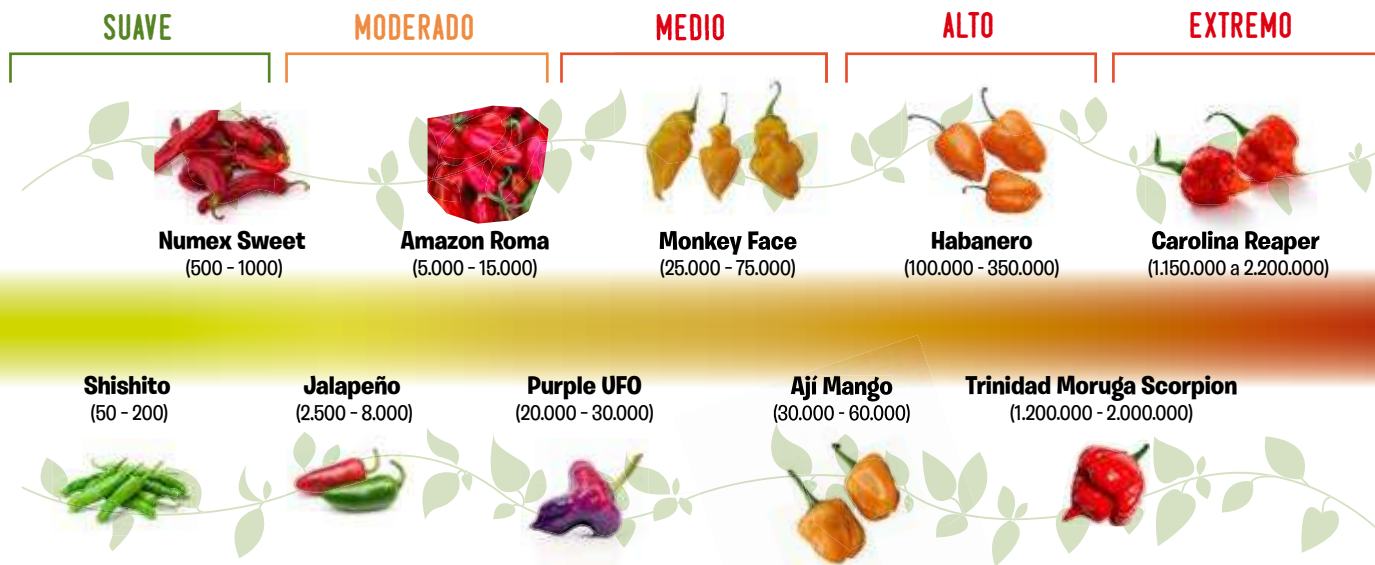 SUAVE
MODERADO
MEDIO
ALTO
EXTREMO
Numex Sweet
(500 - 1000)
Amazon Roma
(5.000 - 15.000)
Monkey Face
(25.000 - 75.000)
Habanero
(100.000 - 350.000)
Carolina Reaper
(1.150.000 a 2.200.000)
Shishito
(50 - 200)
Jalapeño
(2.500 - 8.000)
Purple UFO
(20.000 - 30.000)
Ají Mango
(30.000 - 60.000)
Trinidad Moruga Scorpion
(1.200.000 - 2.000.000)